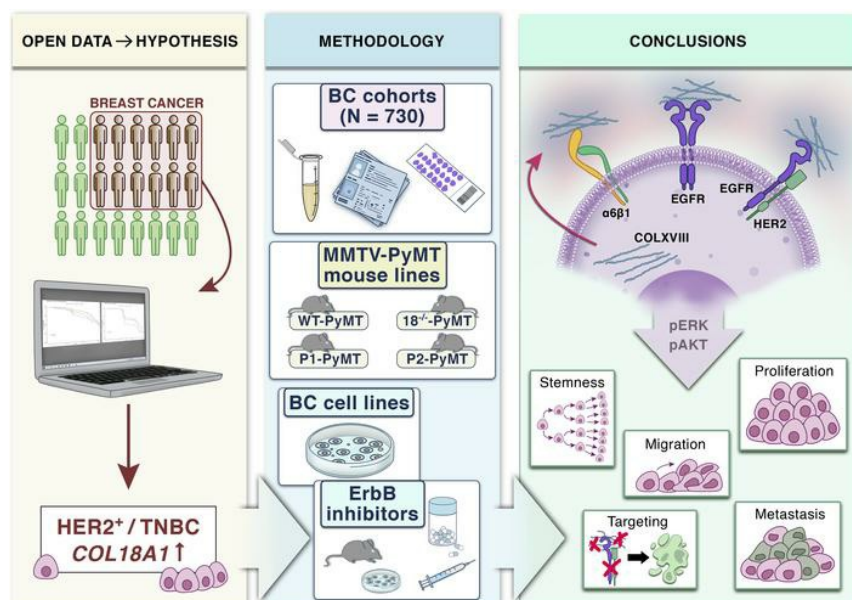 OPEN DATA → HYPOTHESIS
BREAST CANCER
HER2⁺ / TNBC
COL18A1 ↑
METHODOLOGY
BC cohorts
(N = 730)
MMTV-PyMT
mouse lines
WT-PyMT
18⁻/⁻-PyMT
P1-PyMT
P2-PyMT
BC cell lines
ErbB
inhibitors
CONCLUSIONS
α6β1
EGFR
EGFR
HER2
COLXVIII
pERK
pAKT
Stemness
Proliferation
Migration
Targeting
Metastasis